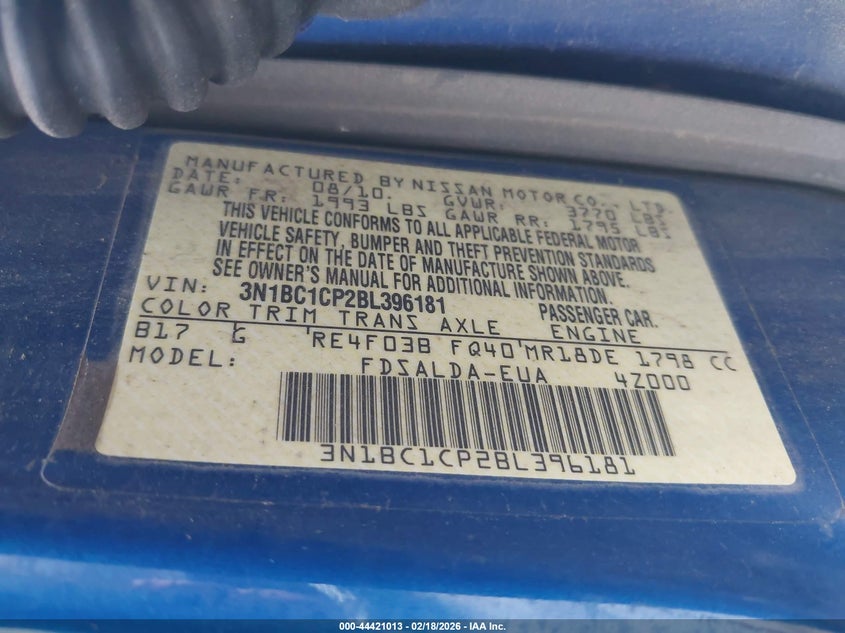 MANUFACTURED BY NISSAN MOTOR CO., LTD.
DATE: 08/10. GVWR: 3770 LBS
GAWR FR: 1993 LBS GAWR RR: 1795 LBS
THIS VEHICLE CONFORMS TO ALL APPLICABLE FEDERAL MOTOR
VEHICLE SAFETY, BUMPER AND THEFT PREVENTION STANDARDS
IN EFFECT ON THE DATE OF MANUFACTURE SHOWN ABOVE.
SEE OWNER'S MANUAL FOR ADDITIONAL INFORMATION.
VIN: 3N1BC1CP2BL396181 PASSENGER CAR.
COLOR TRIM TRANS AXLE ENGINE
B17 G RE4F03B FQ40 MR18DE 1798 CC
MODEL: FDSALDA-EUA 4Z000
3N1BC1CP2BL396181
000-44421013 - 02/18/2026 - IAA Inc.